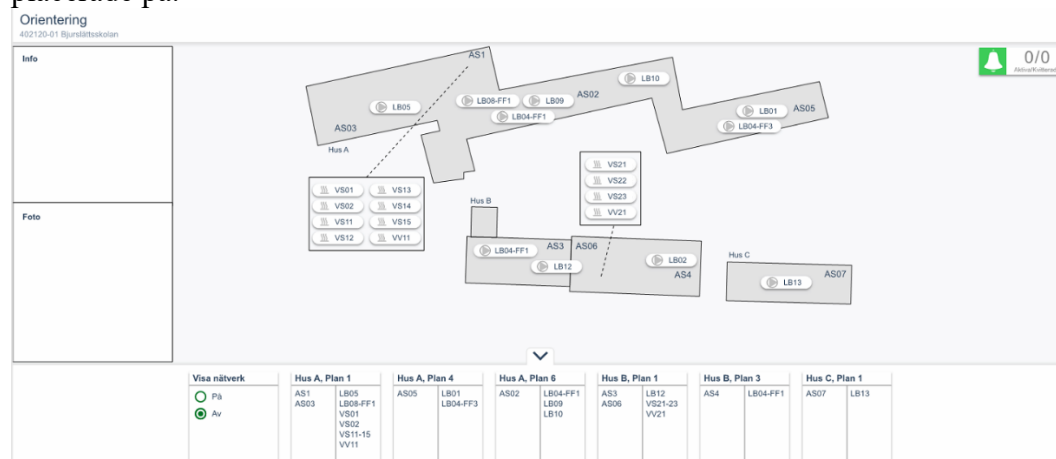 placerade på.
Orientering
402120-01 Bjurslättsskolan
Info
Foto
0/0
Aktiva/Kvitterade
AS1
LB10
LB05
LB08-FF1
LB09
AS02
LB04-FF1
LB01
AS05
LB04-FF3
AS03
Hus A
VS01 VS13
VS02 VS14
VS11 VS15
VS12 VV11
VS21
VS22
VS23
VV21
Hus B
LB04-FF1
AS3
AS06
LB12
LB02
AS4
Hus C
AS07
LB13
Visa nätverk
På
Av
Hus A, Plan 1
AS1 LB05
AS03 LB08-FF1
VS01
VS02
VS11-15
VV11
Hus A, Plan 4
AS05 LB01
LB04-FF3
Hus A, Plan 6
AS02 LB04-FF1
LB09
LB10
Hus B, Plan 1
AS3 LB12
AS06 VS21-23
VV21
Hus B, Plan 3
AS4 LB04-FF1
Hus C, Plan 1
AS07 LB13